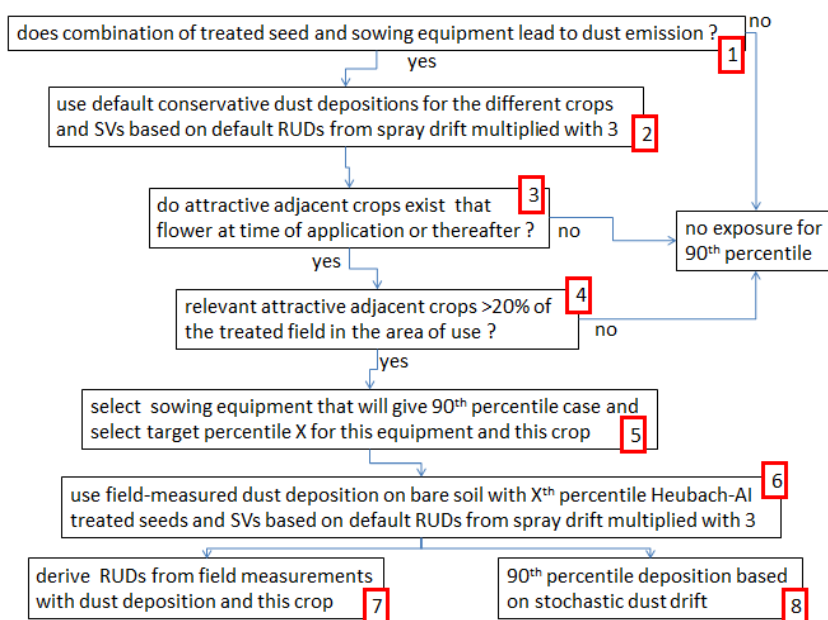 no
does combination of treated seed and sowing equipment lead to dust emission ?
1
yes
use default conservative dust depositions for the different crops
and SVs based on default RUDs from spray drift multiplied with 3
2
3
do attractive adjacent crops exist that
flower at time of application or thereafter ?
no
no exposure for
90th percentile
yes
4
relevant attractive adjacent crops >20% of
the treated field in the area of use ?
no
yes
select sowing equipment that will give 90th percentile case and
select target percentile X for this equipment and this crop
5
6
use field-measured dust deposition on bare soil with Xth percentile Heubach-AI
treated seeds and SVs based on default RUDs from spray drift multiplied with 3
derive RUDs from field measurements
with dust deposition and this crop
7
90th percentile deposition based
on stochastic dust drift
8